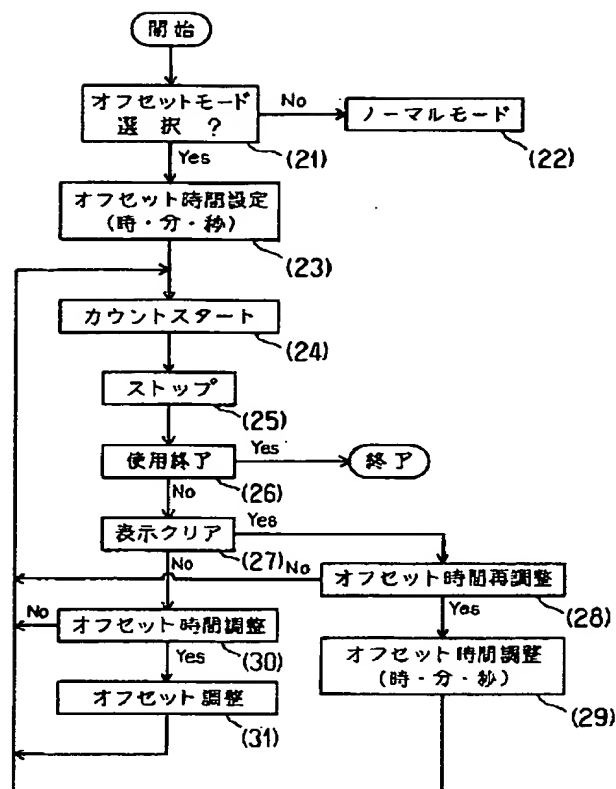 開始
オフセットモード
選択 ?
No
ノーマルモード
(21)
(22)
Yes
オフセット時間設定
(時・分・秒)
(23)
カウントスタート
(24)
ストップ
(25)
使用終了
Yes
終了
(26)
No
表示クリア
Yes
(27)
No
No
オフセット時間再調整
(28)
No
オフセット時間調整
(30)
Yes
Yes
オフセット時間調整
(時・分・秒)
(29)
オフセット調整
(31)